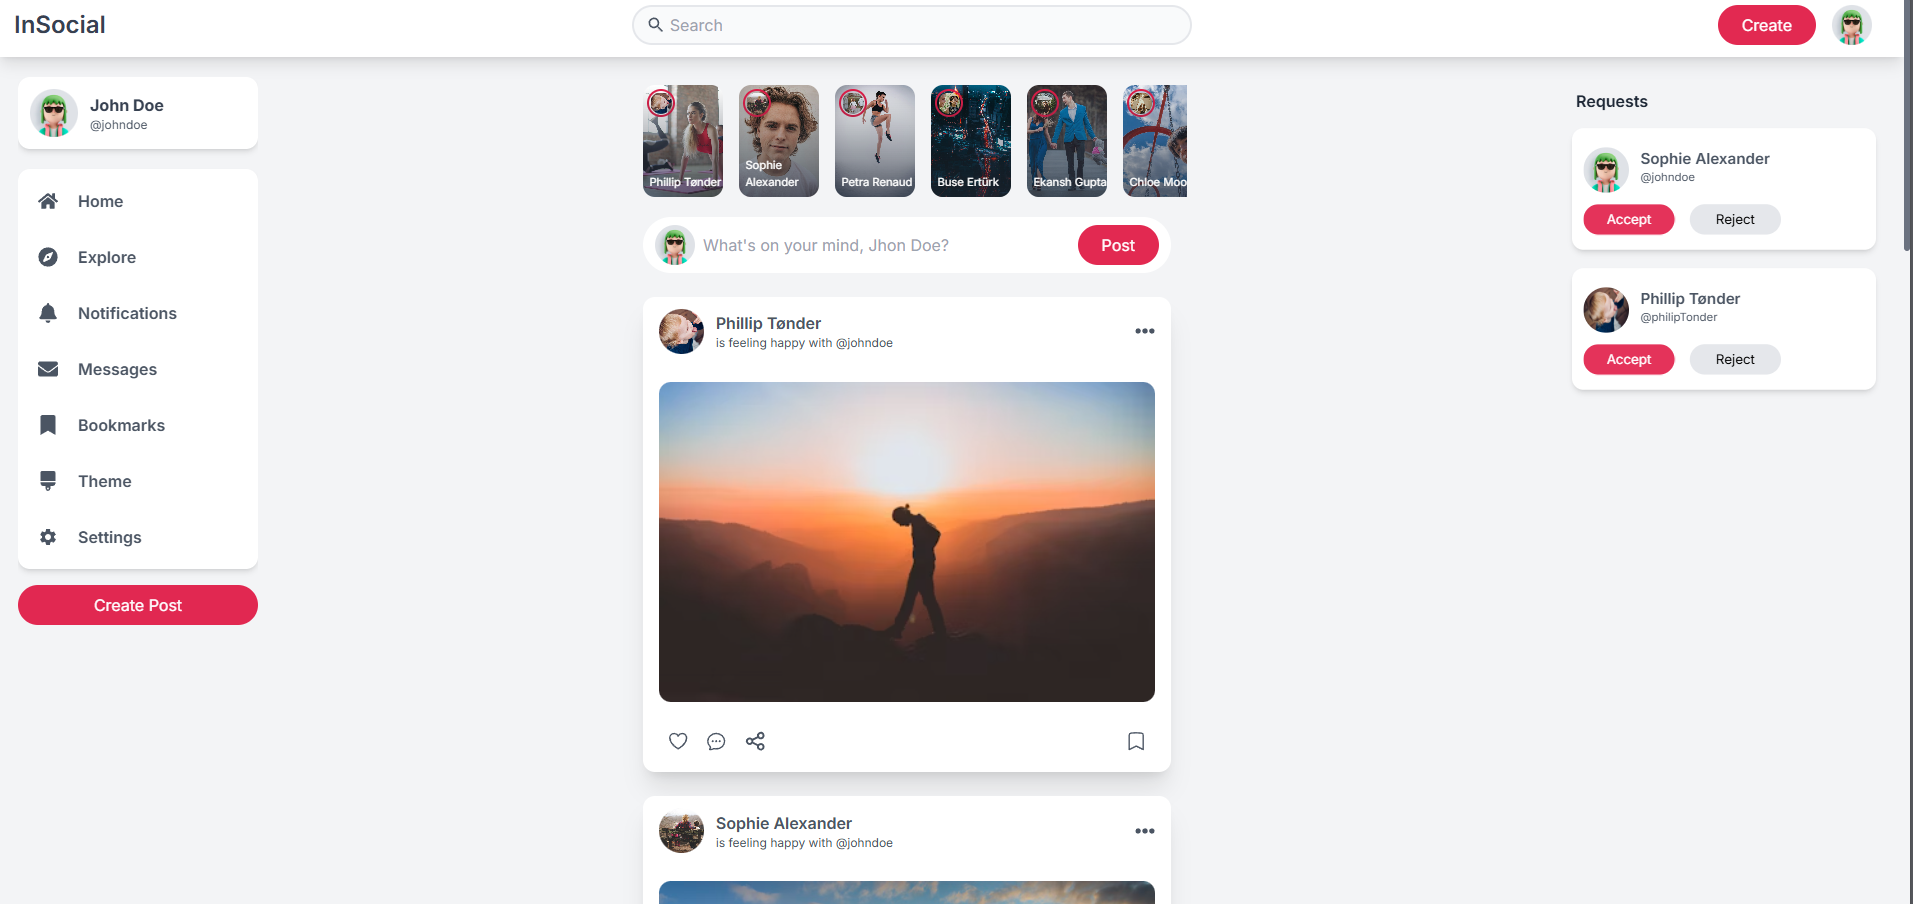 InSocial
Search
Create
John Doe
@johndoe
Home
Explore
Notifications
Messages
Bookmarks
Theme
Settings
Create Post
Phillip Tønder
Sophie
Alexander
Petra Renaud
Buse Ertürk
Ekansh Gupta
Chloe Moo
What's on your mind, Jhon Doe?
Post
Phillip Tønder
is feeling happy with @johndoe
Sophie Alexander
is feeling happy with @johndoe
Requests
Sophie Alexander
@johndoe
Accept
Reject
Phillip Tønder
@philipTonder
Accept
Reject